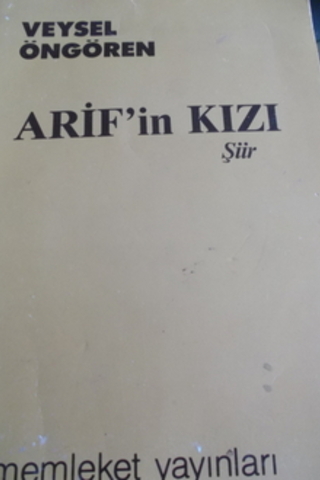 VEYSEL
ÖNGÖREN
ARİF'in KIZI
Şiir
memleket yayınları